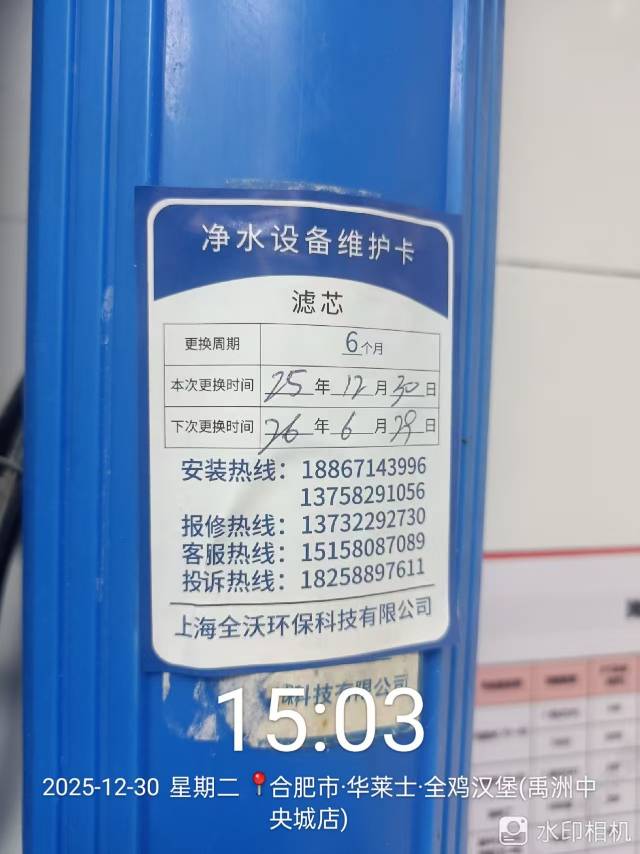 净水设备维护卡
滤芯
更换周期 6个月
本次更换时间 25年12月30日
下次更换时间 26年6月29日
安装热线：18867143996
13758291056
报修热线：13732292730
客服热线：15158087089
投诉热线：18258897611
上海全沃环保科技有限公司
保科技有限公司
15:03
2025-12-30 星期二 📍合肥市·华莱士·全鸡汉堡(禹洲中
央城店)
水印相机